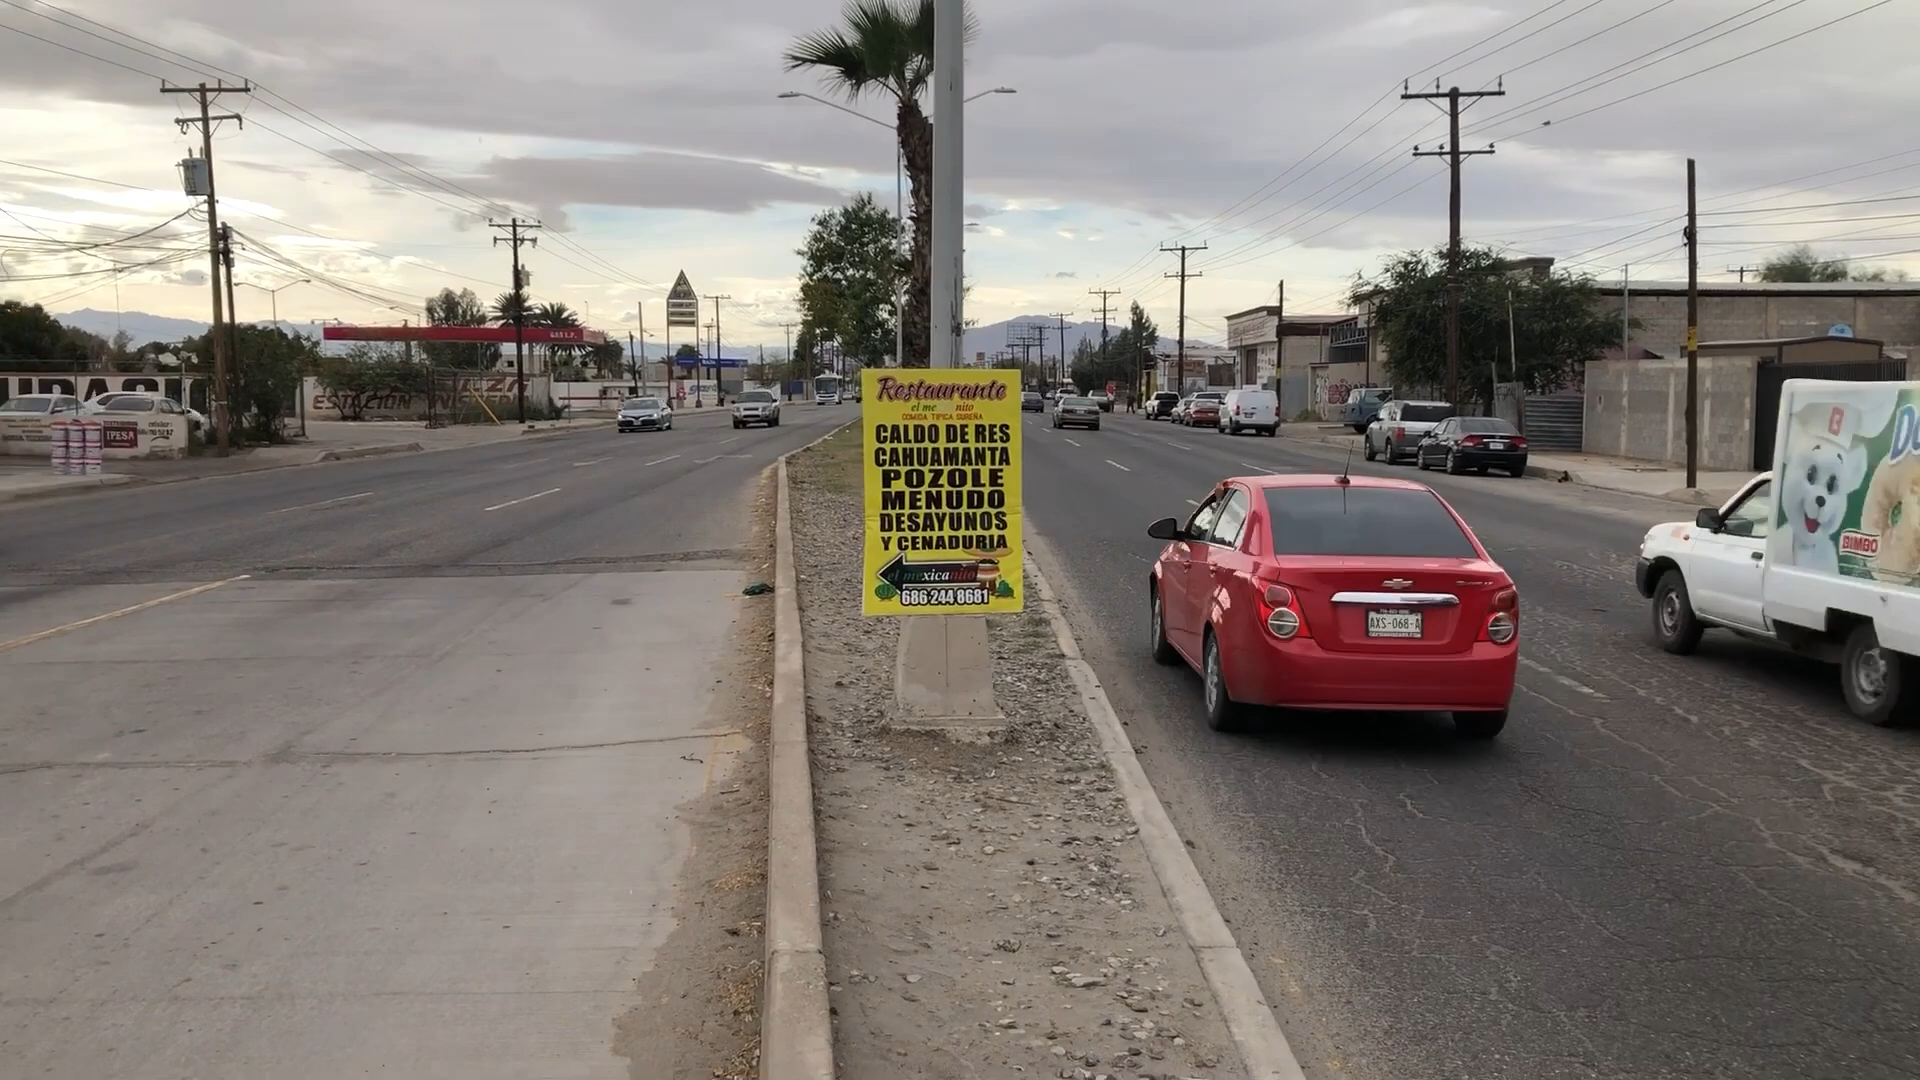 Restaurante
el me nito
COMIDA TIPICA SUREÑA
CALDO DE RES
CAHUAMANTA
POZOLE
MENUDO
DESAYUNOS
Y CENADURIA
el mexicanito
686 244 8681
AXS-068-A
BIMBO
IPESA
ESTACION
GAS L.P.